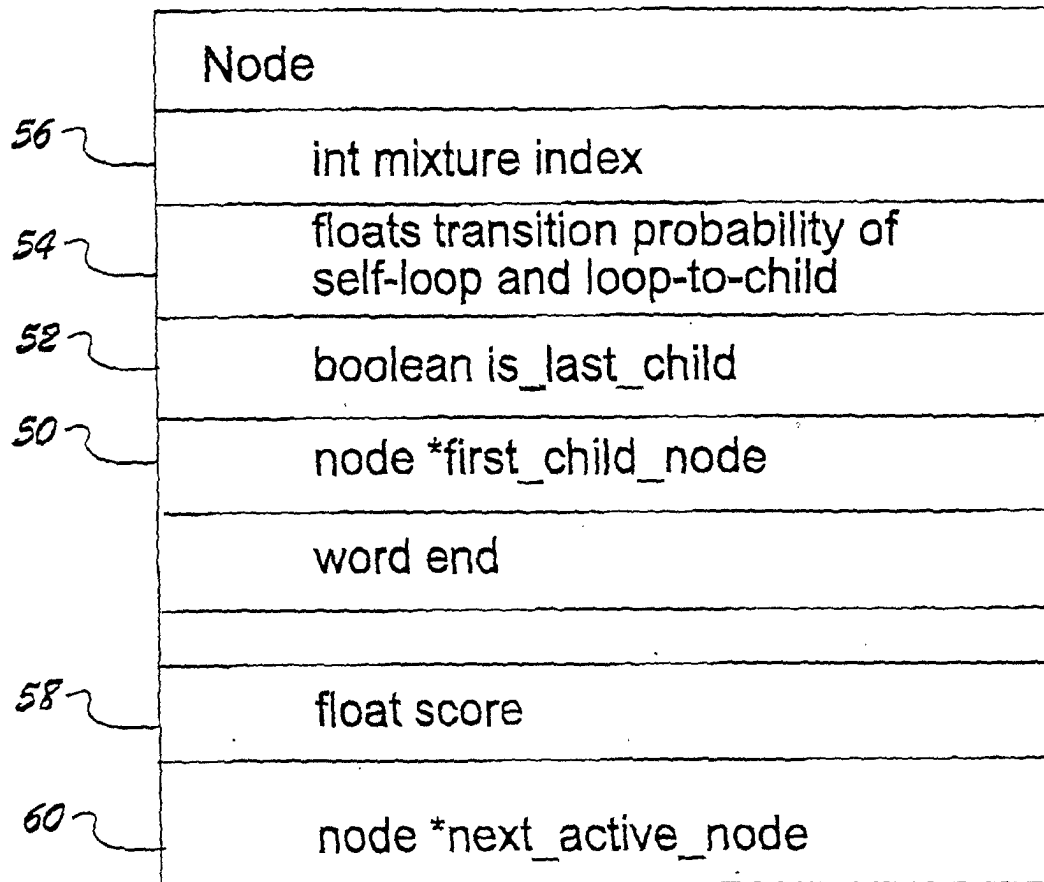 Node
56
int mixture index
54
floats transition probability of
self-loop and loop-to-child
52
boolean is_last_child
50
node *first_child_node
word end
58
float score
60
node *next_active_node